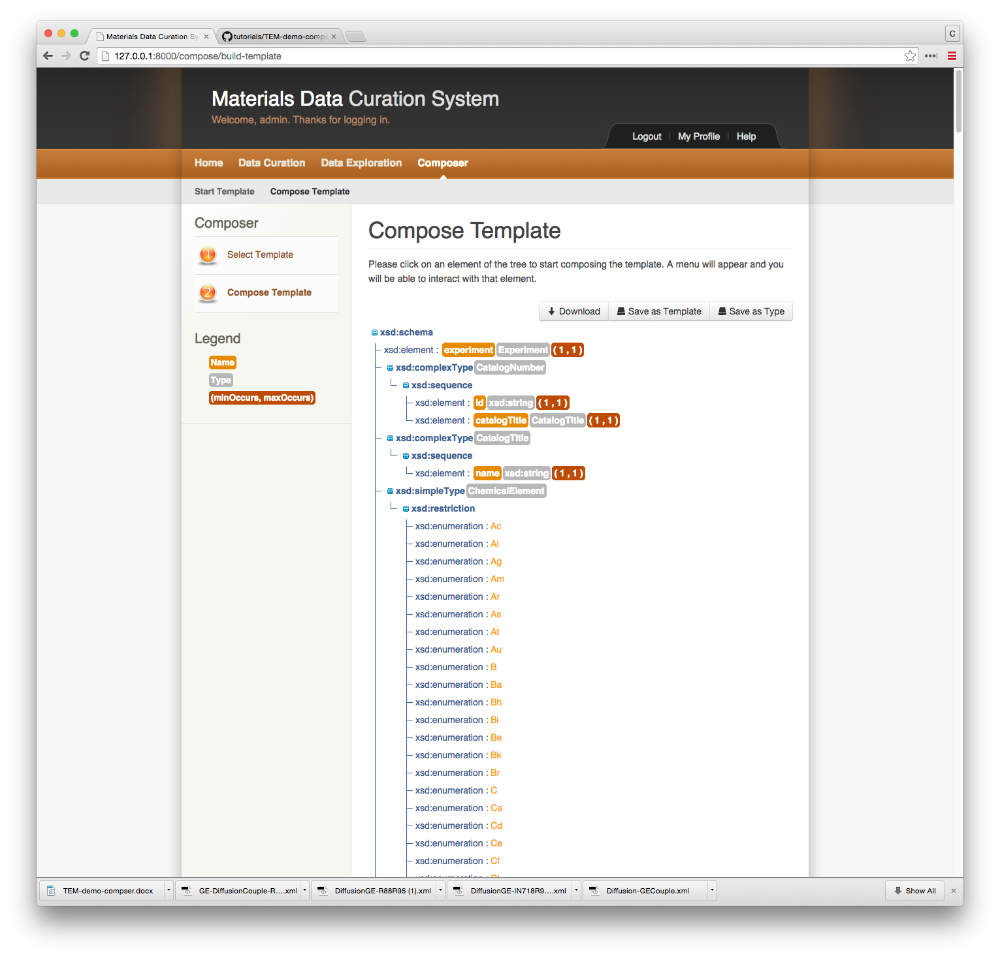 Materials Data Curation Sy
tutorials/TEM-demo-comp
C
127.0.0.1:8000/compose/build-template
Materials Data Curation System
Welcome, admin. Thanks for logging in.
Logout My Profile Help
Home Data Curation Data Exploration Composer
Start Template Compose Template
Composer
1 Select Template
2 Compose Template
Legend
Name
Type
(minOccurs, maxOccurs)
Compose Template
Please click on an element of the tree to start composing the template. A menu will appear and you
will be able to interact with that element.
Download Save as Template Save as Type
xsd:schema
xsd:element : experiment Experiment ( 1 , 1 )
xsd:complexType CatalogNumber
xsd:sequence
xsd:element : id xsd:string ( 1 , 1 )
xsd:element : catalogTitle CatalogTitle ( 1 , 1 )
xsd:complexType CatalogTitle
xsd:sequence
xsd:element : name xsd:string ( 1 , 1 )
xsd:simpleType ChemicalElement
xsd:restriction
xsd:enumeration : Ac
xsd:enumeration : Al
xsd:enumeration : Ag
xsd:enumeration : Am
xsd:enumeration : Ar
xsd:enumeration : As
xsd:enumeration : At
xsd:enumeration : Au
xsd:enumeration : B
xsd:enumeration : Ba
xsd:enumeration : Bh
xsd:enumeration : Bi
xsd:enumeration : Be
xsd:enumeration : Bk
xsd:enumeration : Br
xsd:enumeration : C
xsd:enumeration : Ca
xsd:enumeration : Cd
xsd:enumeration : Ce
xsd:enumeration : Cf
TEM-demo-compser.docx GE-DiffusionCouple-R....xml DiffusionGE-R88R95 (1).xml DiffusionGE-IN718R9....xml Diffusion-GECouple.xml Show All